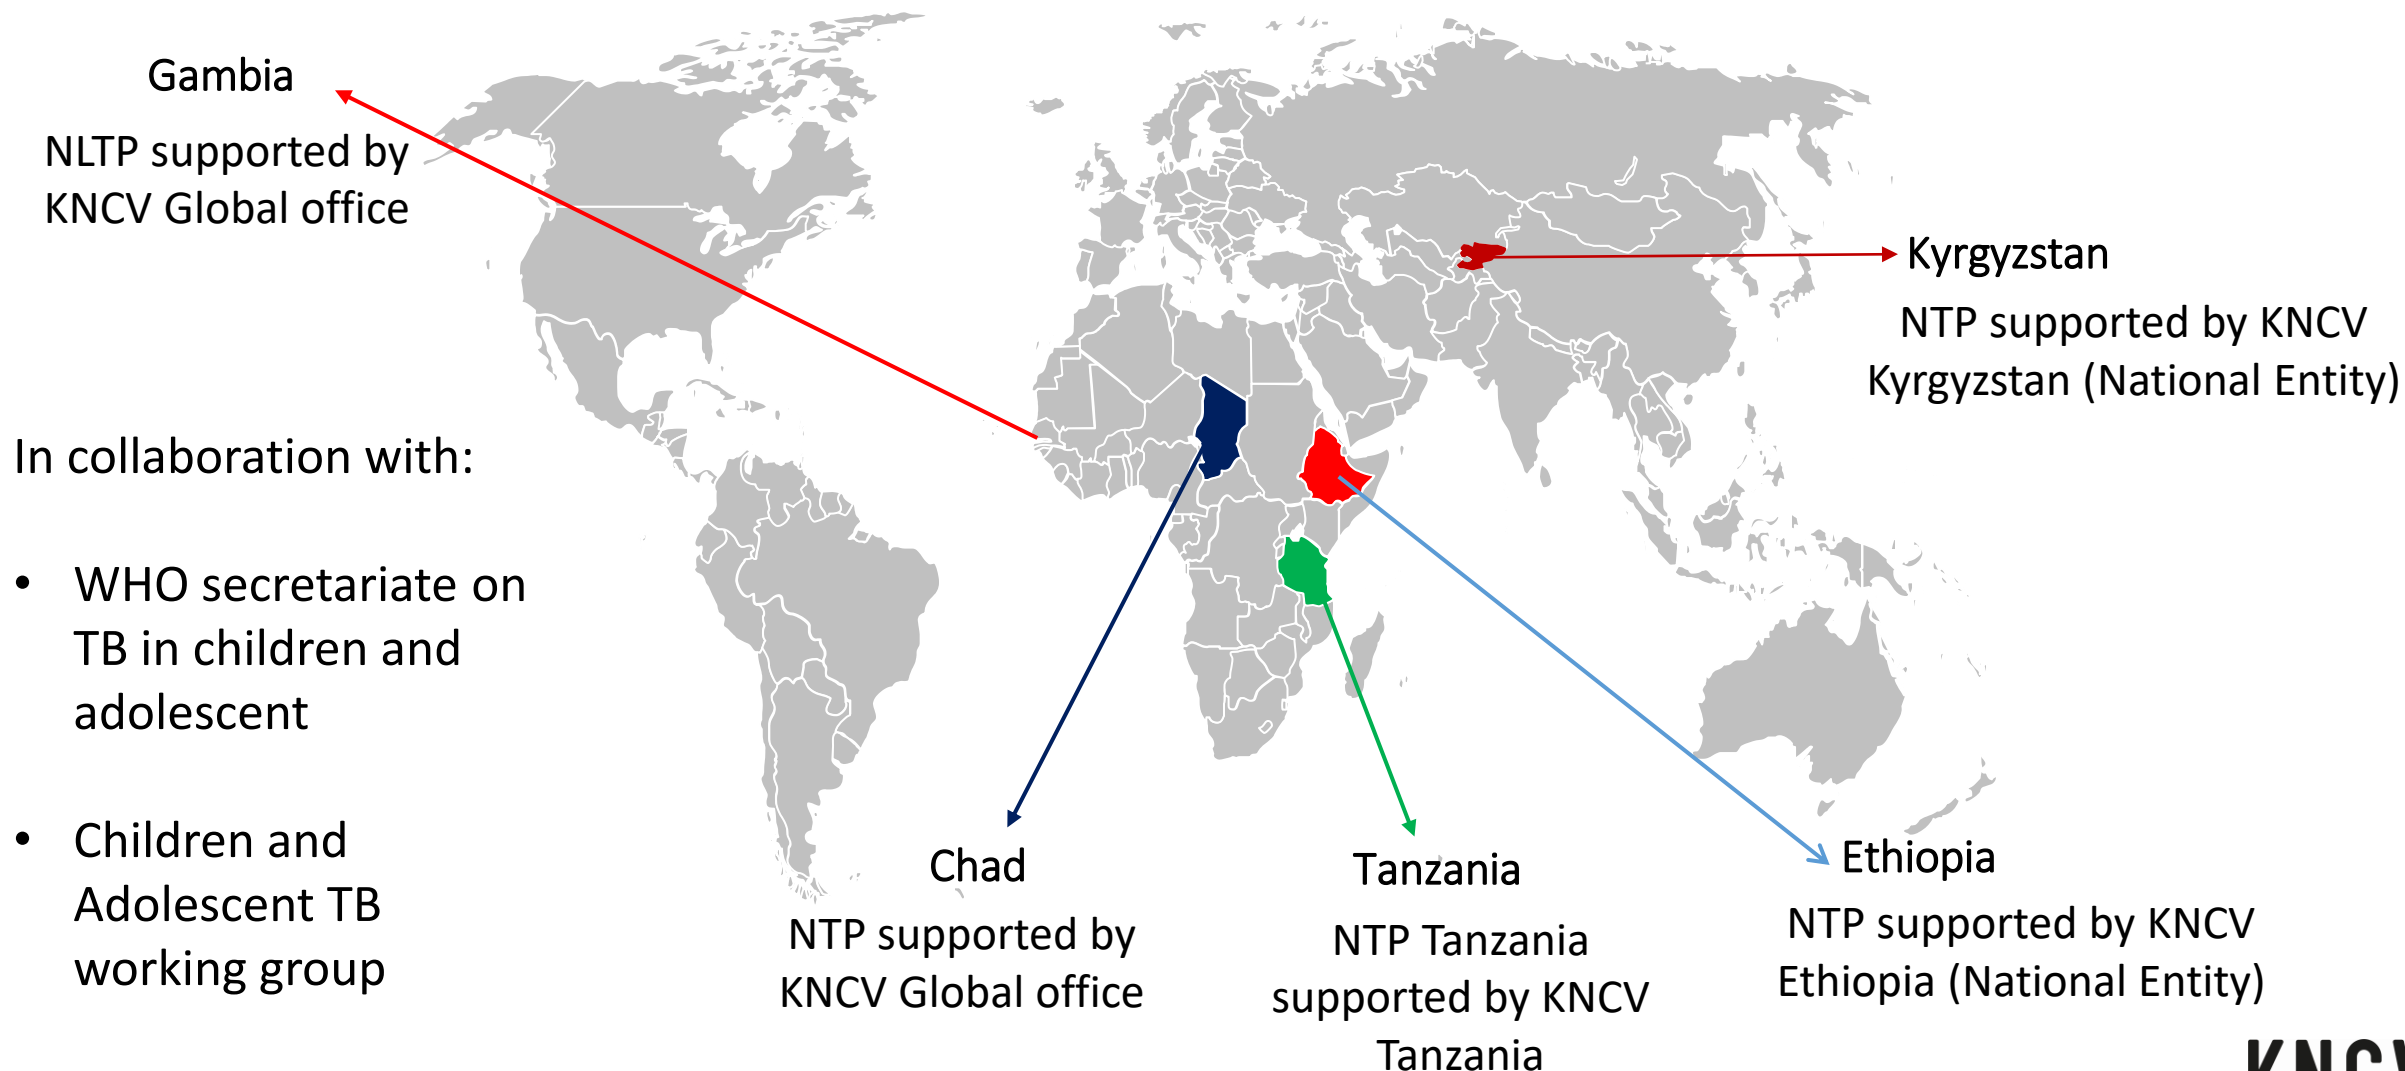 Gambia
NLTP supported by
KNCV Global office
Kyrgyzstan
NTP supported by KNCV
Kyrgyzstan (National Entity)
In collaboration with:
• WHO secretariate on
TB in children and
adolescent
• Children and
Adolescent TB
working group
Chad
NTP supported by
KNCV Global office
Tanzania
NTP Tanzania
supported by KNCV
Tanzania
Ethiopia
NTP supported by KNCV
Ethiopia (National Entity)
KNCV